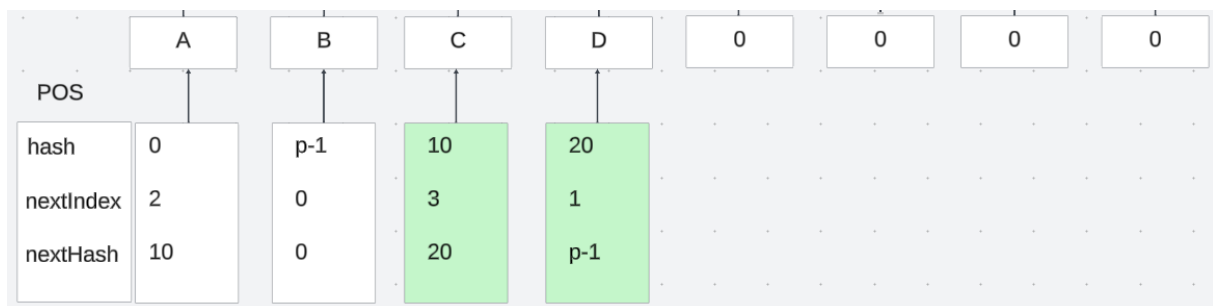 A B C D 0 0 0 0
POS
hash 0 p-1 10 20
nextIndex 2 0 3 1
nextHash 10 0 20 p-1